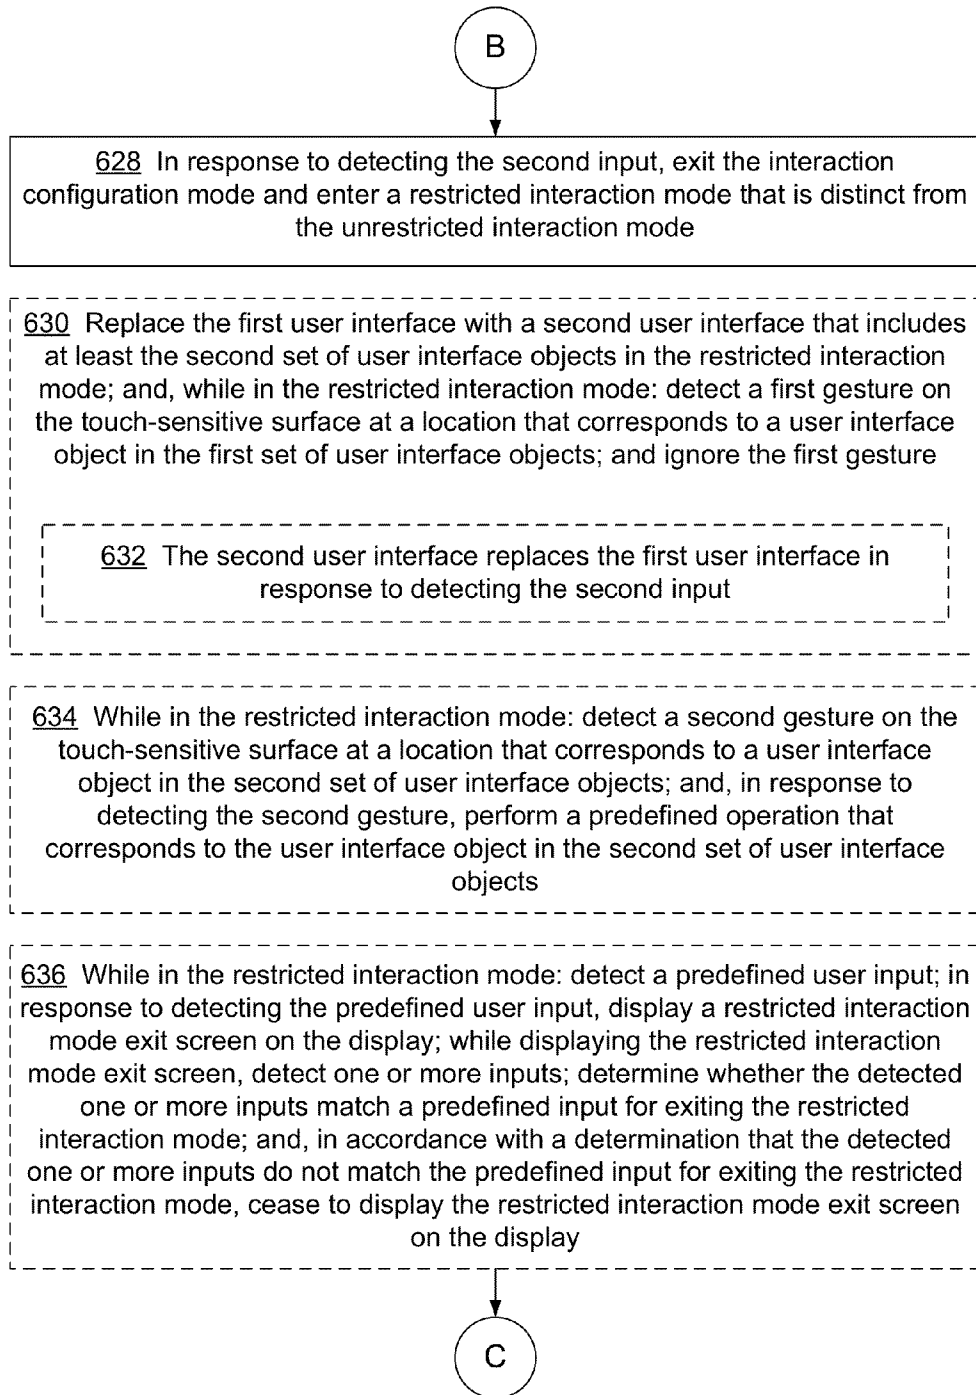 B
628 In response to detecting the second input, exit the interaction
configuration mode and enter a restricted interaction mode that is distinct from
the unrestricted interaction mode
630 Replace the first user interface with a second user interface that includes
at least the second set of user interface objects in the restricted interaction
mode; and, while in the restricted interaction mode: detect a first gesture on
the touch-sensitive surface at a location that corresponds to a user interface
object in the first set of user interface objects; and ignore the first gesture
632 The second user interface replaces the first user interface in
response to detecting the second input
634 While in the restricted interaction mode: detect a second gesture on the
touch-sensitive surface at a location that corresponds to a user interface
object in the second set of user interface objects; and, in response to
detecting the second gesture, perform a predefined operation that
corresponds to the user interface object in the second set of user interface
objects
636 While in the restricted interaction mode: detect a predefined user input; in
response to detecting the predefined user input, display a restricted interaction
mode exit screen on the display; while displaying the restricted interaction
mode exit screen, detect one or more inputs; determine whether the detected
one or more inputs match a predefined input for exiting the restricted
interaction mode; and, in accordance with a determination that the detected
one or more inputs do not match the predefined input for exiting the restricted
interaction mode, cease to display the restricted interaction mode exit screen
on the display
C